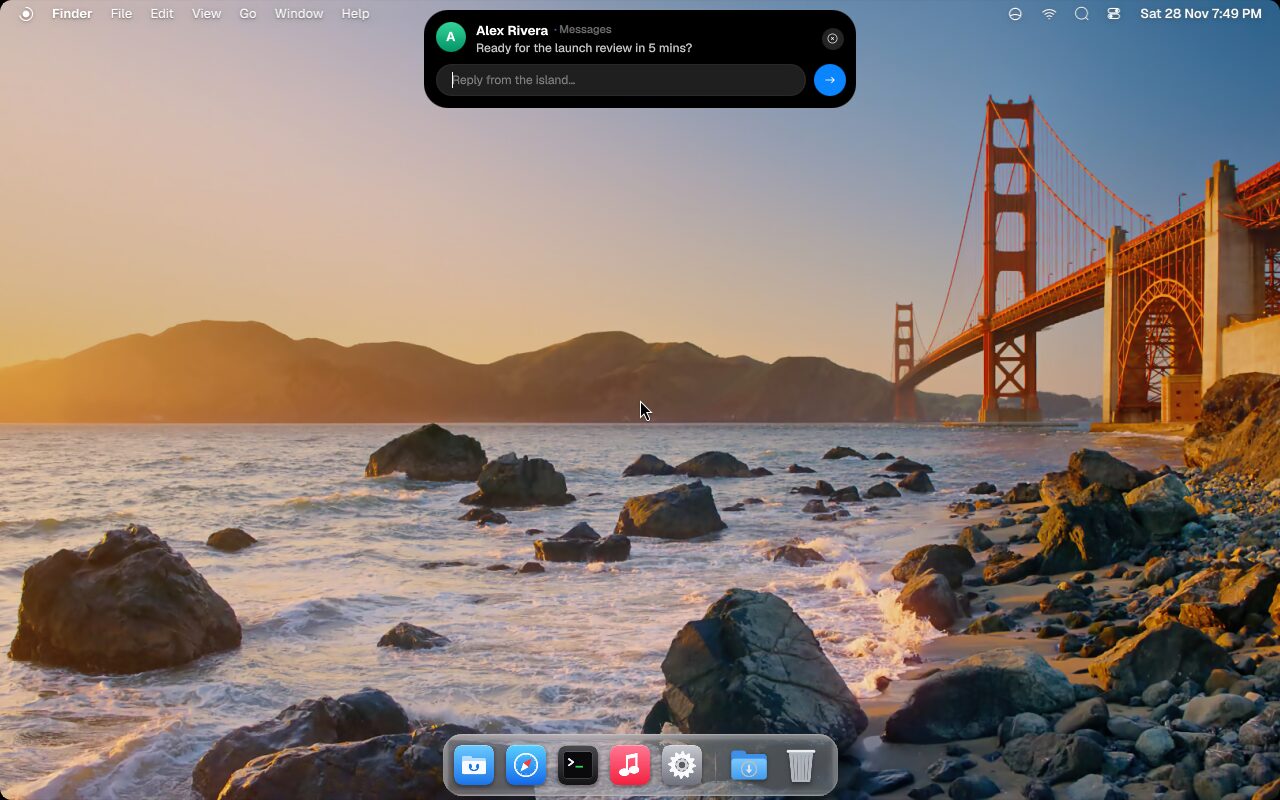 Finder File Edit View Go Window Help Sat 28 Nov 7:49 PM
A Alex Rivera · Messages
Ready for the launch review in 5 mins?
Reply from the island...